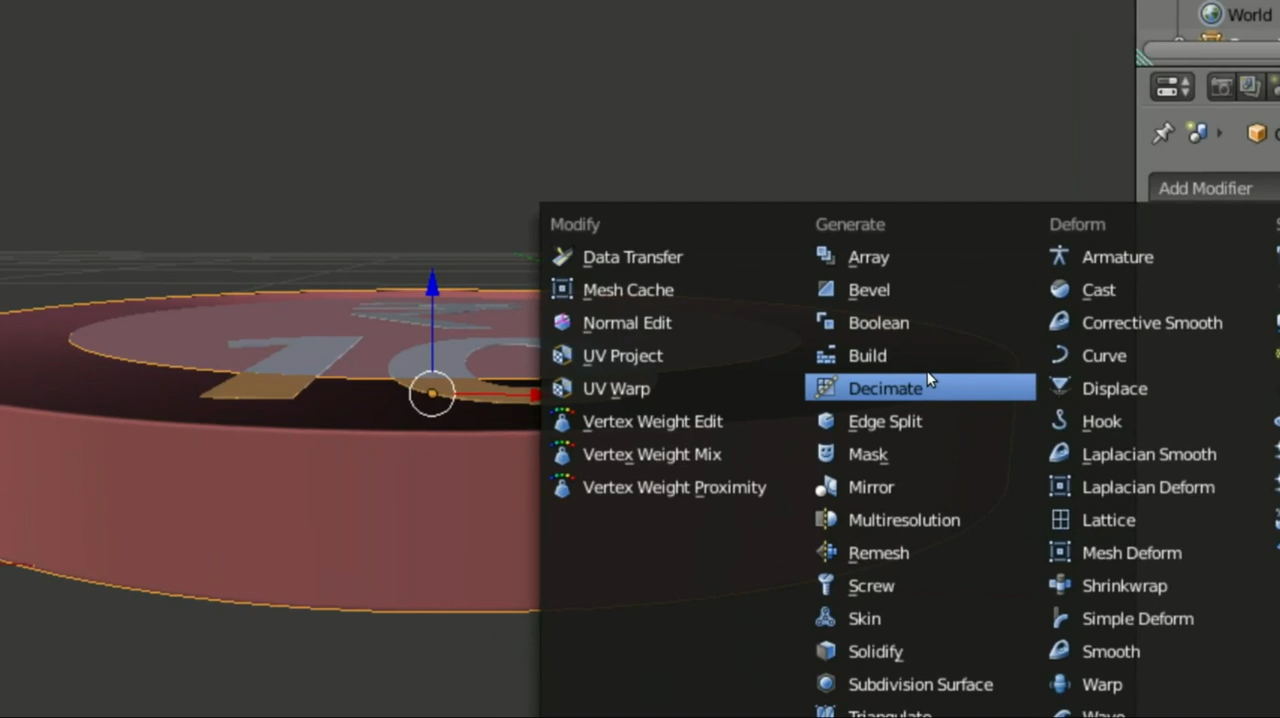 World
Add Modifier
Modify
Data Transfer
Mesh Cache
Normal Edit
UV Project
UV Warp
Vertex Weight Edit
Vertex Weight Mix
Vertex Weight Proximity
Generate
Array
Bevel
Boolean
Build
Decimate
Edge Split
Mask
Mirror
Multiresolution
Remesh
Screw
Skin
Solidify
Subdivision Surface
Triangulate
Deform
Armature
Cast
Corrective Smooth
Curve
Displace
Hook
Laplacian Smooth
Laplacian Deform
Lattice
Mesh Deform
Shrinkwrap
Simple Deform
Smooth
Warp
Wave